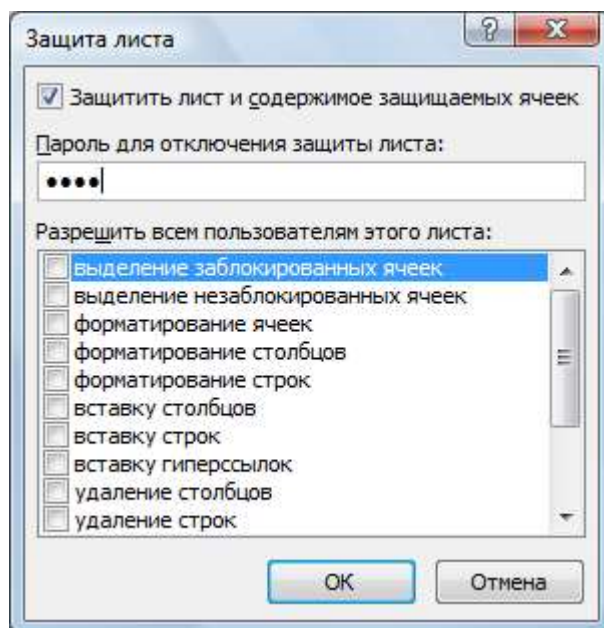 Защита листа
Защитить лист и содержимое защищаемых ячеек
Пароль для отключения защиты листа:
••••
Разрешить всем пользователям этого листа:
выделение заблокированных ячеек
выделение незаблокированных ячеек
форматирование ячеек
форматирование столбцов
форматирование строк
вставку столбцов
вставку строк
вставку гиперссылок
удаление столбцов
удаление строк
ОК Отмена